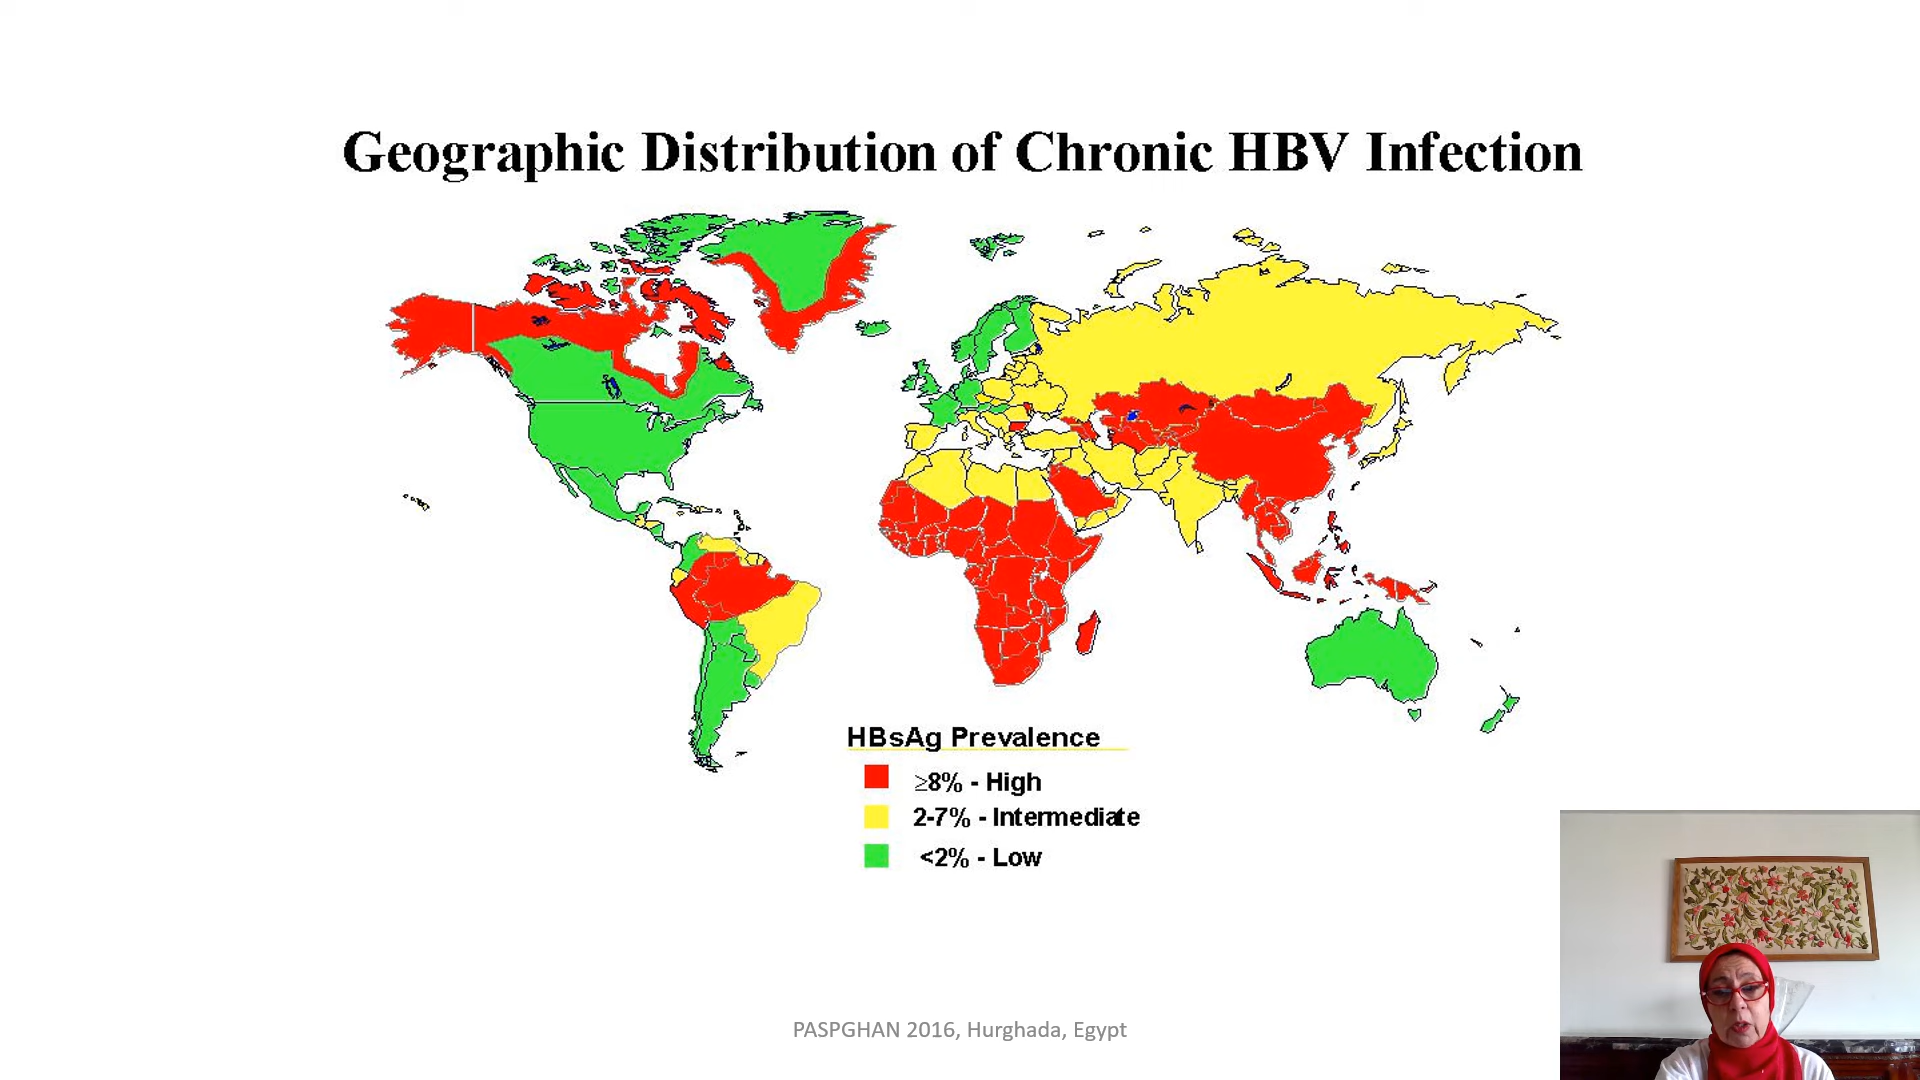 Geographic Distribution of Chronic HBV Infection
HBsAg Prevalence
≥8% - High
2-7% - Intermediate
<2% - Low
PASPGHAN 2016, Hurghada, Egypt